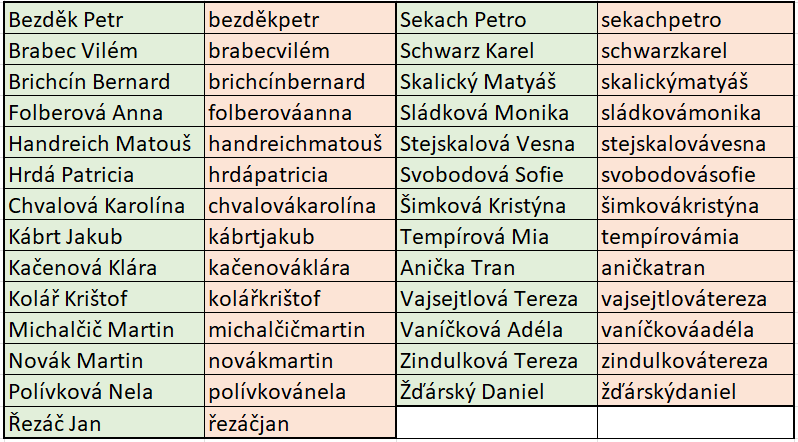 Bezděk Petr bezděkpetr Sekach Petro sekachpetro
Brabec Vilém brabecvilém Schwarz Karel schwarzkarel
Brichcín Bernard brichcínbernard Skalický Matyáš skalickýmatyáš
Folberová Anna folberováanna Sládková Monika sládkovámonika
Handreich Matouš handreichmatouš Stejskalová Vesna stejskalovávesna
Hrdá Patricia hrdápatricia Svobodová Sofie svobodovásofie
Chvalová Karolína chvalovákarolína Šimková Kristýna šimkovákristýna
Kábrt Jakub kábrtjakub Tempírová Mia tempírovámia
Kačenová Klára kačenováklára Anička Tran aničkatran
Kolář Krištof kolářkrištof Vajsejtlová Tereza vajsejtlovátereza
Michalčič Martin michalčičmartin Vaníčková Adéla vaníčkováadéla
Novák Martin novákmartin Zindulková Tereza zindulkovátereza
Polívková Nela polívkovánela Žďárský Daniel žďárskýdaniel
Řezáč Jan řezáčjan